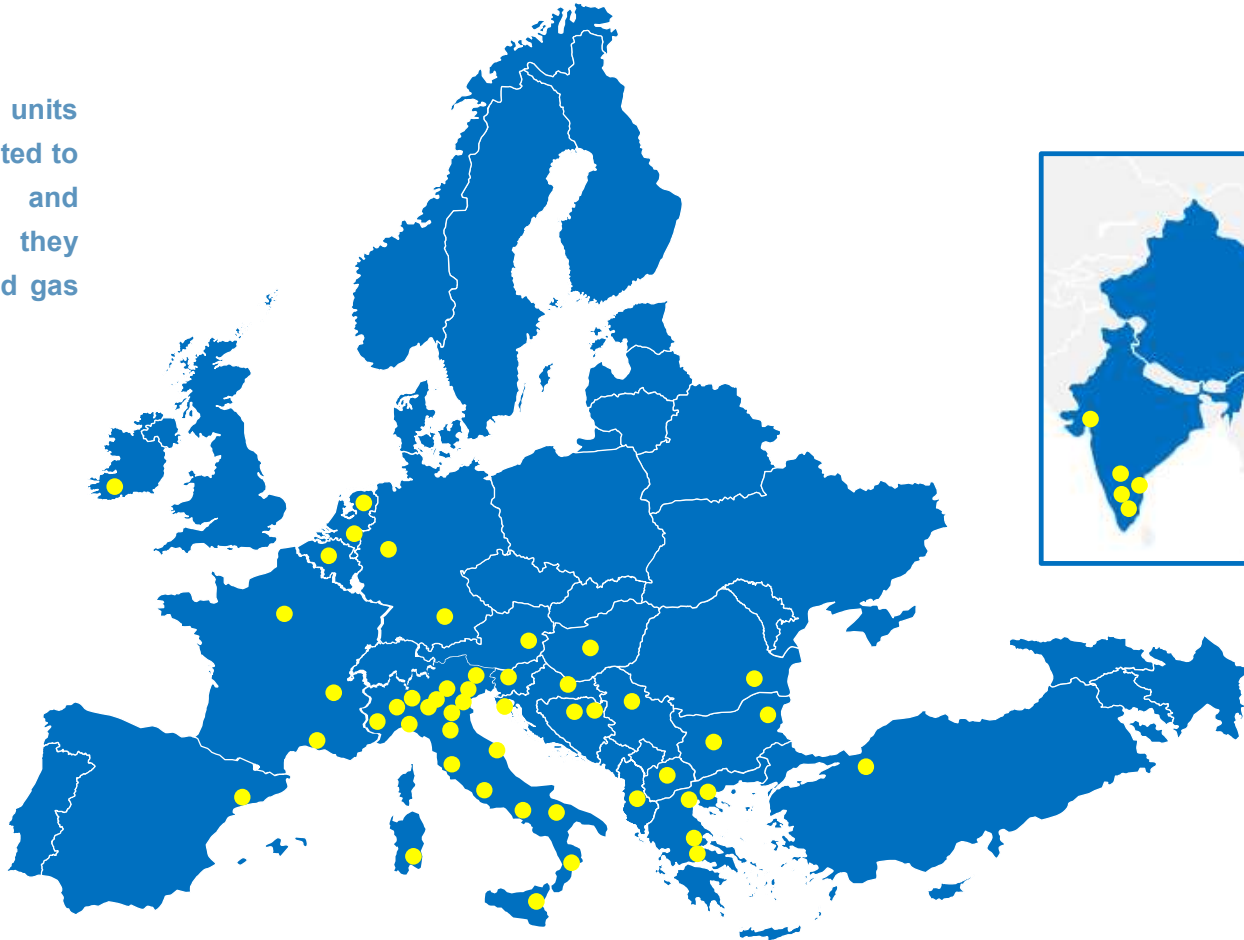 units
ted to
and
they
d gas